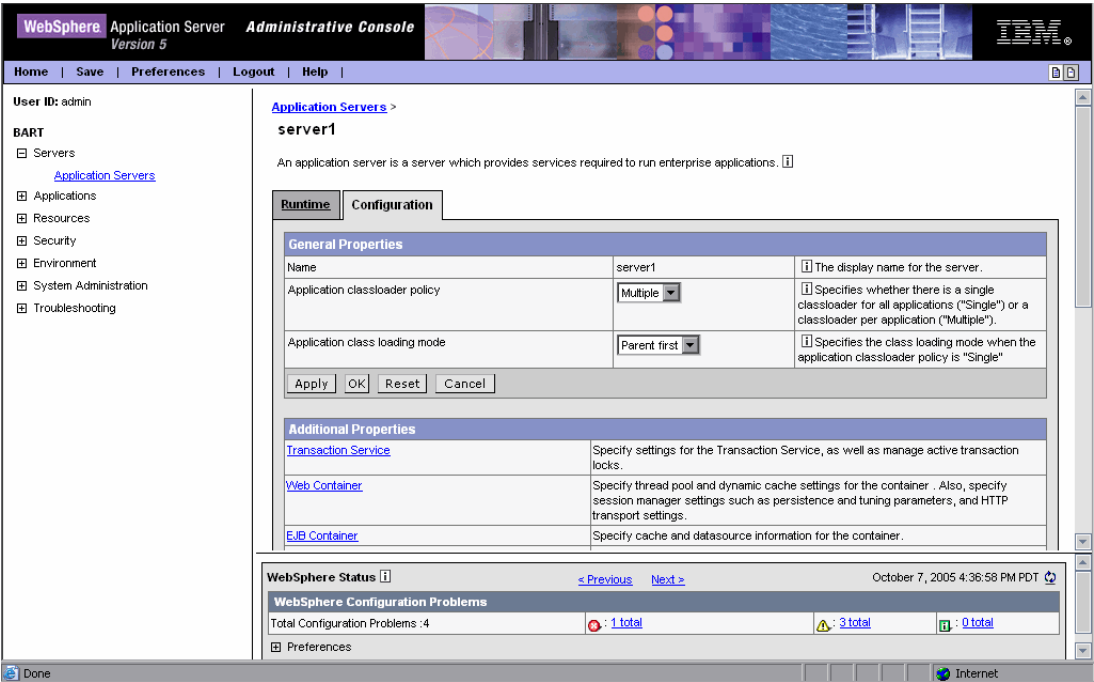 WebSphere Application Server Administrative Console
Version 5
IBM®
Home | Save | Preferences | Logout | Help |
User ID: admin
BART
Servers
Application Servers
Applications
Resources
Security
Environment
System Administration
Troubleshooting
Application Servers >
server1
An application server is a server which provides services required to run enterprise applications. i
Runtime Configuration
General Properties
Name server1 i The display name for the server.
Application classloader policy Multiple i Specifies whether there is a single
classloader for all applications ("Single") or a
classloader per application ("Multiple").
Application class loading mode Parent first i Specifies the class loading mode when the
application classloader policy is "Single"
Apply OK Reset Cancel
Additional Properties
Transaction Service Specify settings for the Transaction Service, as well as manage active transaction
locks.
Web Container Specify thread pool and dynamic cache settings for the container . Also, specify
session manager settings such as persistence and tuning parameters, and HTTP
transport settings.
EJB Container Specify cache and datasource information for the container.
WebSphere Status i < Previous Next > October 7, 2005 4:36:58 PM PDT
WebSphere Configuration Problems
Total Configuration Problems :4 : 1 total : 3 total : 0 total
Preferences
Done Internet